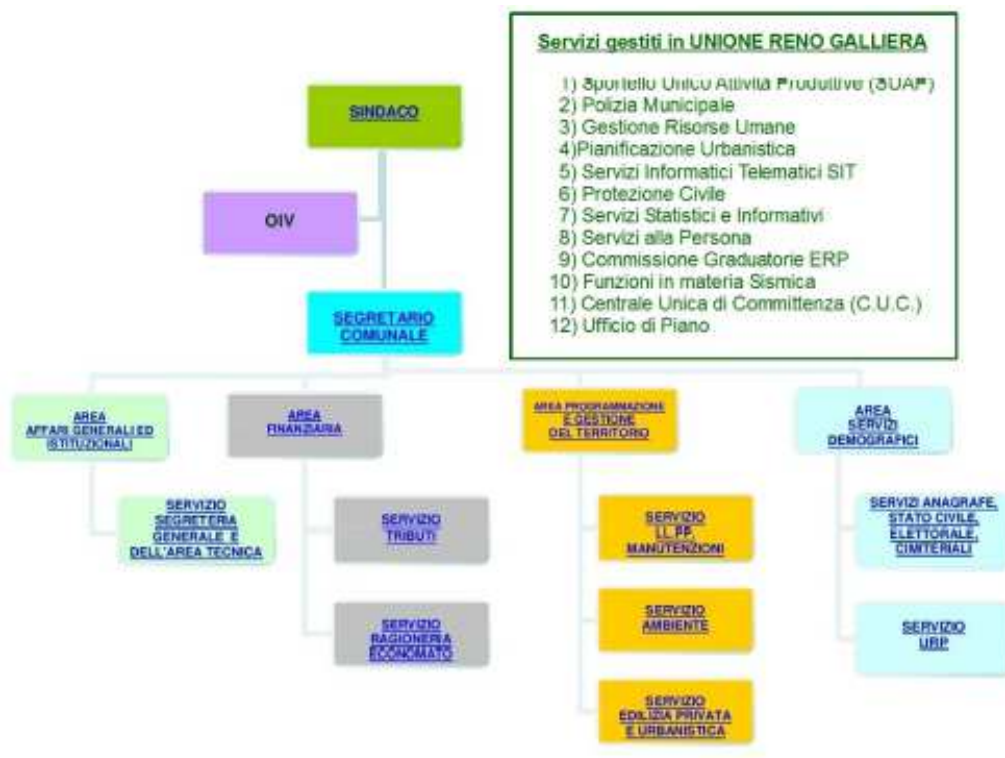 Servizi gestiti in UNIONE RENO GALLIERA
1) Sportello Unico Attività Produttive (SUAP)
2) Polizia Municipale
3) Gestione Risorse Umane
4)Pianificazione Urbanistica
5) Servizi Informatici Telematici SIT
6) Protezione Civile
7) Servizi Statistici e Informativi
8) Servizi alla Persona
9) Commissione Graduatorie ERP
10) Funzioni in materia Sismica
11) Centrale Unica di Committenza (C.U.C.)
12) Ufficio di Piano
SINDACO
OIV
SEGRETARIO
COMUNALE
AREA
AFFARI GENERALI ED
ISTITUZIONALI
AREA
FINANZIARIA
AREA PROGRAMNAZIONE
E GESTIONE
DEL TERRITORIO
AREA
SERVIZI
DEMOGRAFICI
SERVIZIO
SEGRETERIA
GENERALE E
DELL'AREA TECNICA
SERVIZIO
TRIBUTI
SERVIZIO
LL.PP.
MANUTENZIONI
SERVIZI ANAGRAFE,
STATO CIVILE,
ELETTORALE,
CIMITERIALI
SERVIZIO
RAGIONERIA
ECONOMATO
SERVIZIO
AMBIENTE
SERVIZIO
URP
SERVIZIO
EDILIZIA PRIVATA
E URBANISTICA